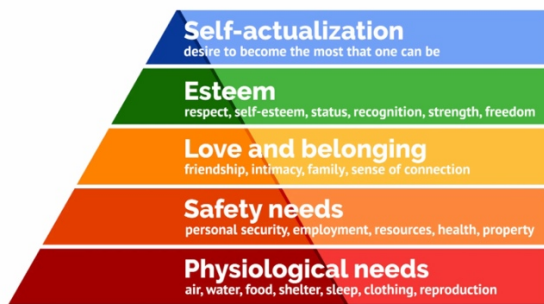 Self-actualization
desire to become the most that one can be
Esteem
respect, self-esteem, status, recognition, strength, freedom
Love and belonging
friendship, intimacy, family, sense of connection
Safety needs
personal security, employment, resources, health, property
Physiological needs
air, water, food, shelter, sleep, clothing, reproduction